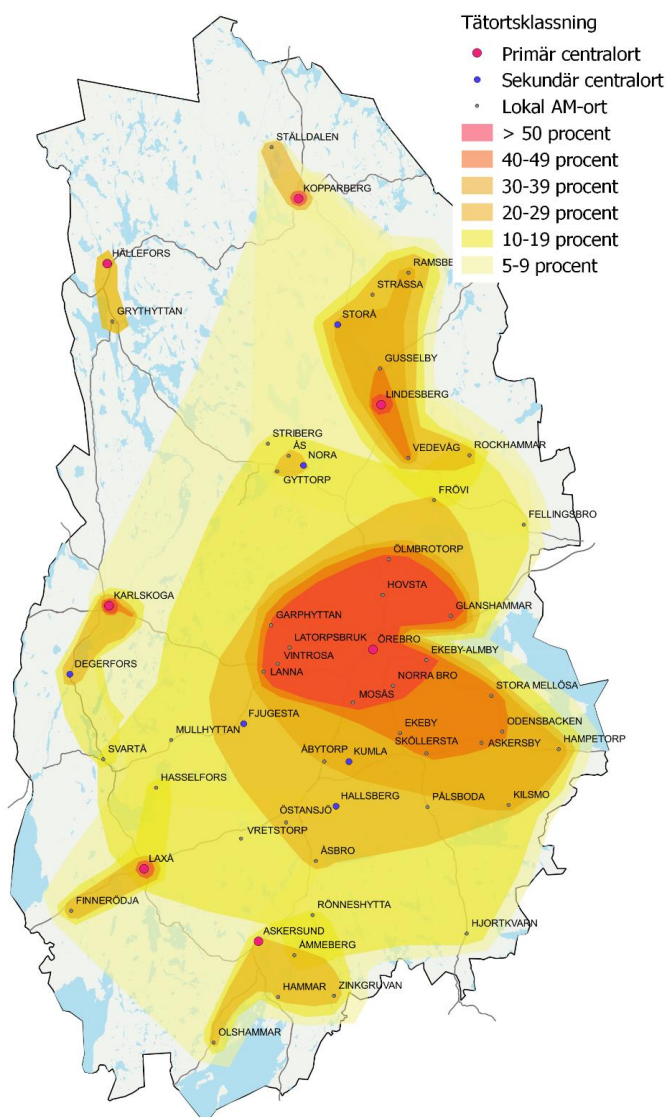 Tätortsklassning
Primär centralort
Sekundär centralort
Lokal AM-ort
> 50 procent
40-49 procent
30-39 procent
20-29 procent
10-19 procent
5-9 procent
STÄLLDALEN
KOPPARBERG
HÄLLEFORS
RAMSBE
STRÅSSA
GRYTHYTTAN
STORÅ
GUSSELBY
LINDESBERG
STRIBERG
ÅS
NORA
VEDEVÅG
ROCKHAMMAR
GYTTORP
FRÖVI
FELLINGSBRO
ÖLMBROTORP
HOVSTA
KARLSKOGA
GARPHYTTAN
GLANSHAMMAR
LATORPSBRUK
ÖREBRO
EKEBY-ALMBY
VINTROSA
DEGERFORS
LANNA
NORRA BRO
MOSÅS
STORA MELLÖSA
FJUGESTA
EKEBY
ODENSBACKEN
MULLHYTTAN
SKÖLLERSTA
ASKERSBY
HAMPETORP
SVARTÅ
ÅBYTORP
KUMLA
HASSELFORS
HALLSBERG
PÅLSBODA
KILSMO
ÖSTANSJÖ
VRETSTORP
LAXÅ
ÅSBRO
FINNERÖDJA
RÖNNESHYTTA
HJORTKVARN
ASKERSUND
ÅMMEBERG
HAMMAR
ZINKGRUVAN
OLSHAMMAR